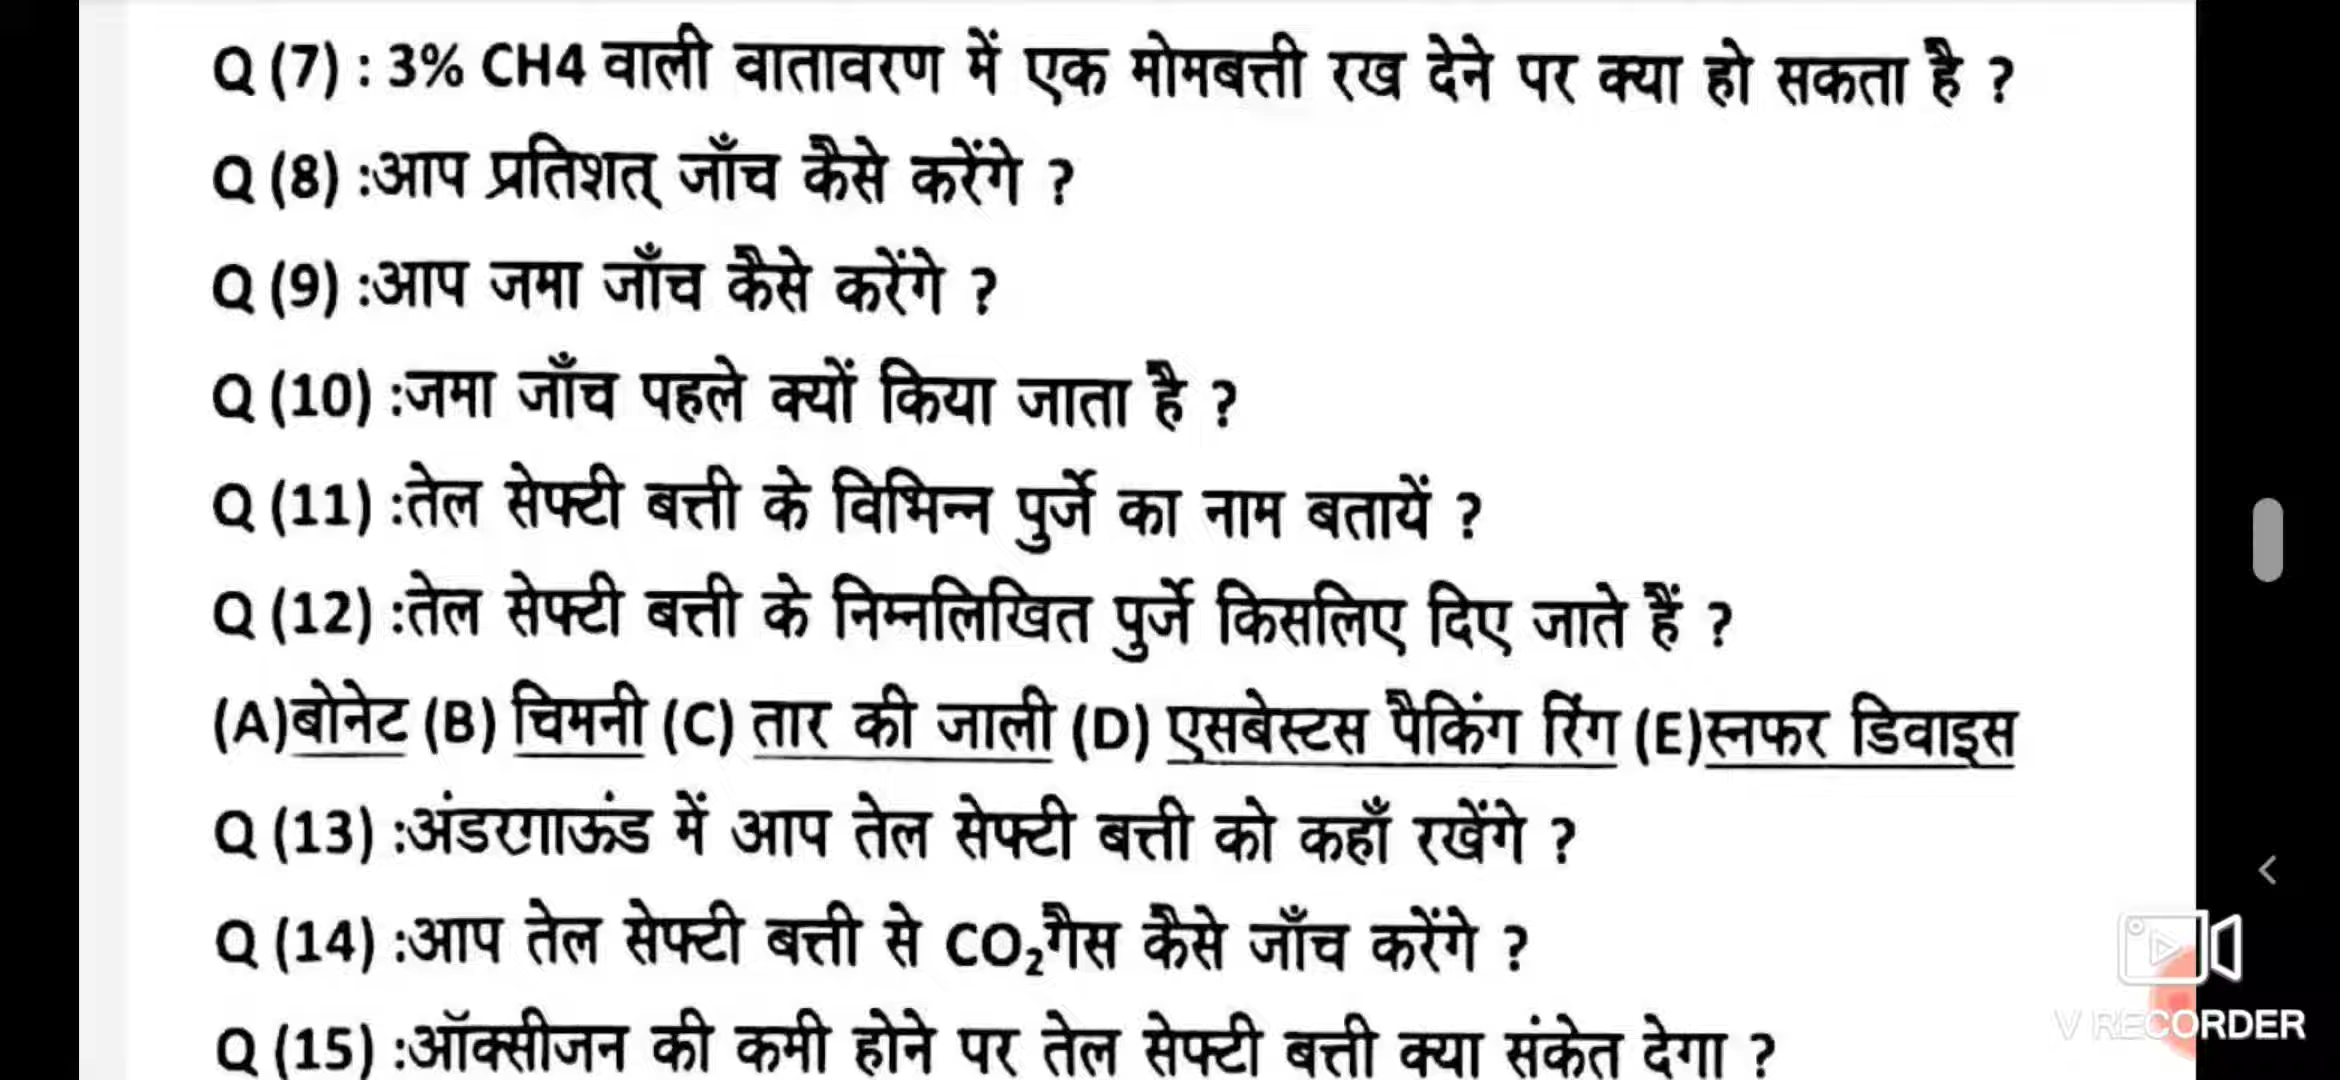 Q (7) : 3% CH4 वाली वातावरण में एक मोमबत्ती रख देने पर क्या हो सकता है ?
Q (8) :आप प्रतिशत् जाँच कैसे करेंगे ?
Q (9) :आप जमा जाँच कैसे करेंगे ?
Q (10) :जमा जाँच पहले क्यों किया जाता है ?
Q (11) :तेल सेफ्टी बत्ती के विभिन्न पुर्जे का नाम बतायें ?
Q (12) :तेल सेफ्टी बत्ती के निम्नलिखित पुर्जे किसलिए दिए जाते हैं ?
(A)बोनेट (B) चिमनी (C) तार की जाली (D) एसबेस्टस पैकिंग रिंग (E)स्नफर डिवाइस
Q (13) :अंडरगाऊंड में आप तेल सेफ्टी बत्ती को कहाँ रखेंगे ?
Q (14) :आप तेल सेफ्टी बत्ती से CO₂गैस कैसे जाँच करेंगे ?
Q (15) :ऑक्सीजन की कमी होने पर तेल सेफ्टी बत्ती क्या संकेत देगा ?
V RECORDER